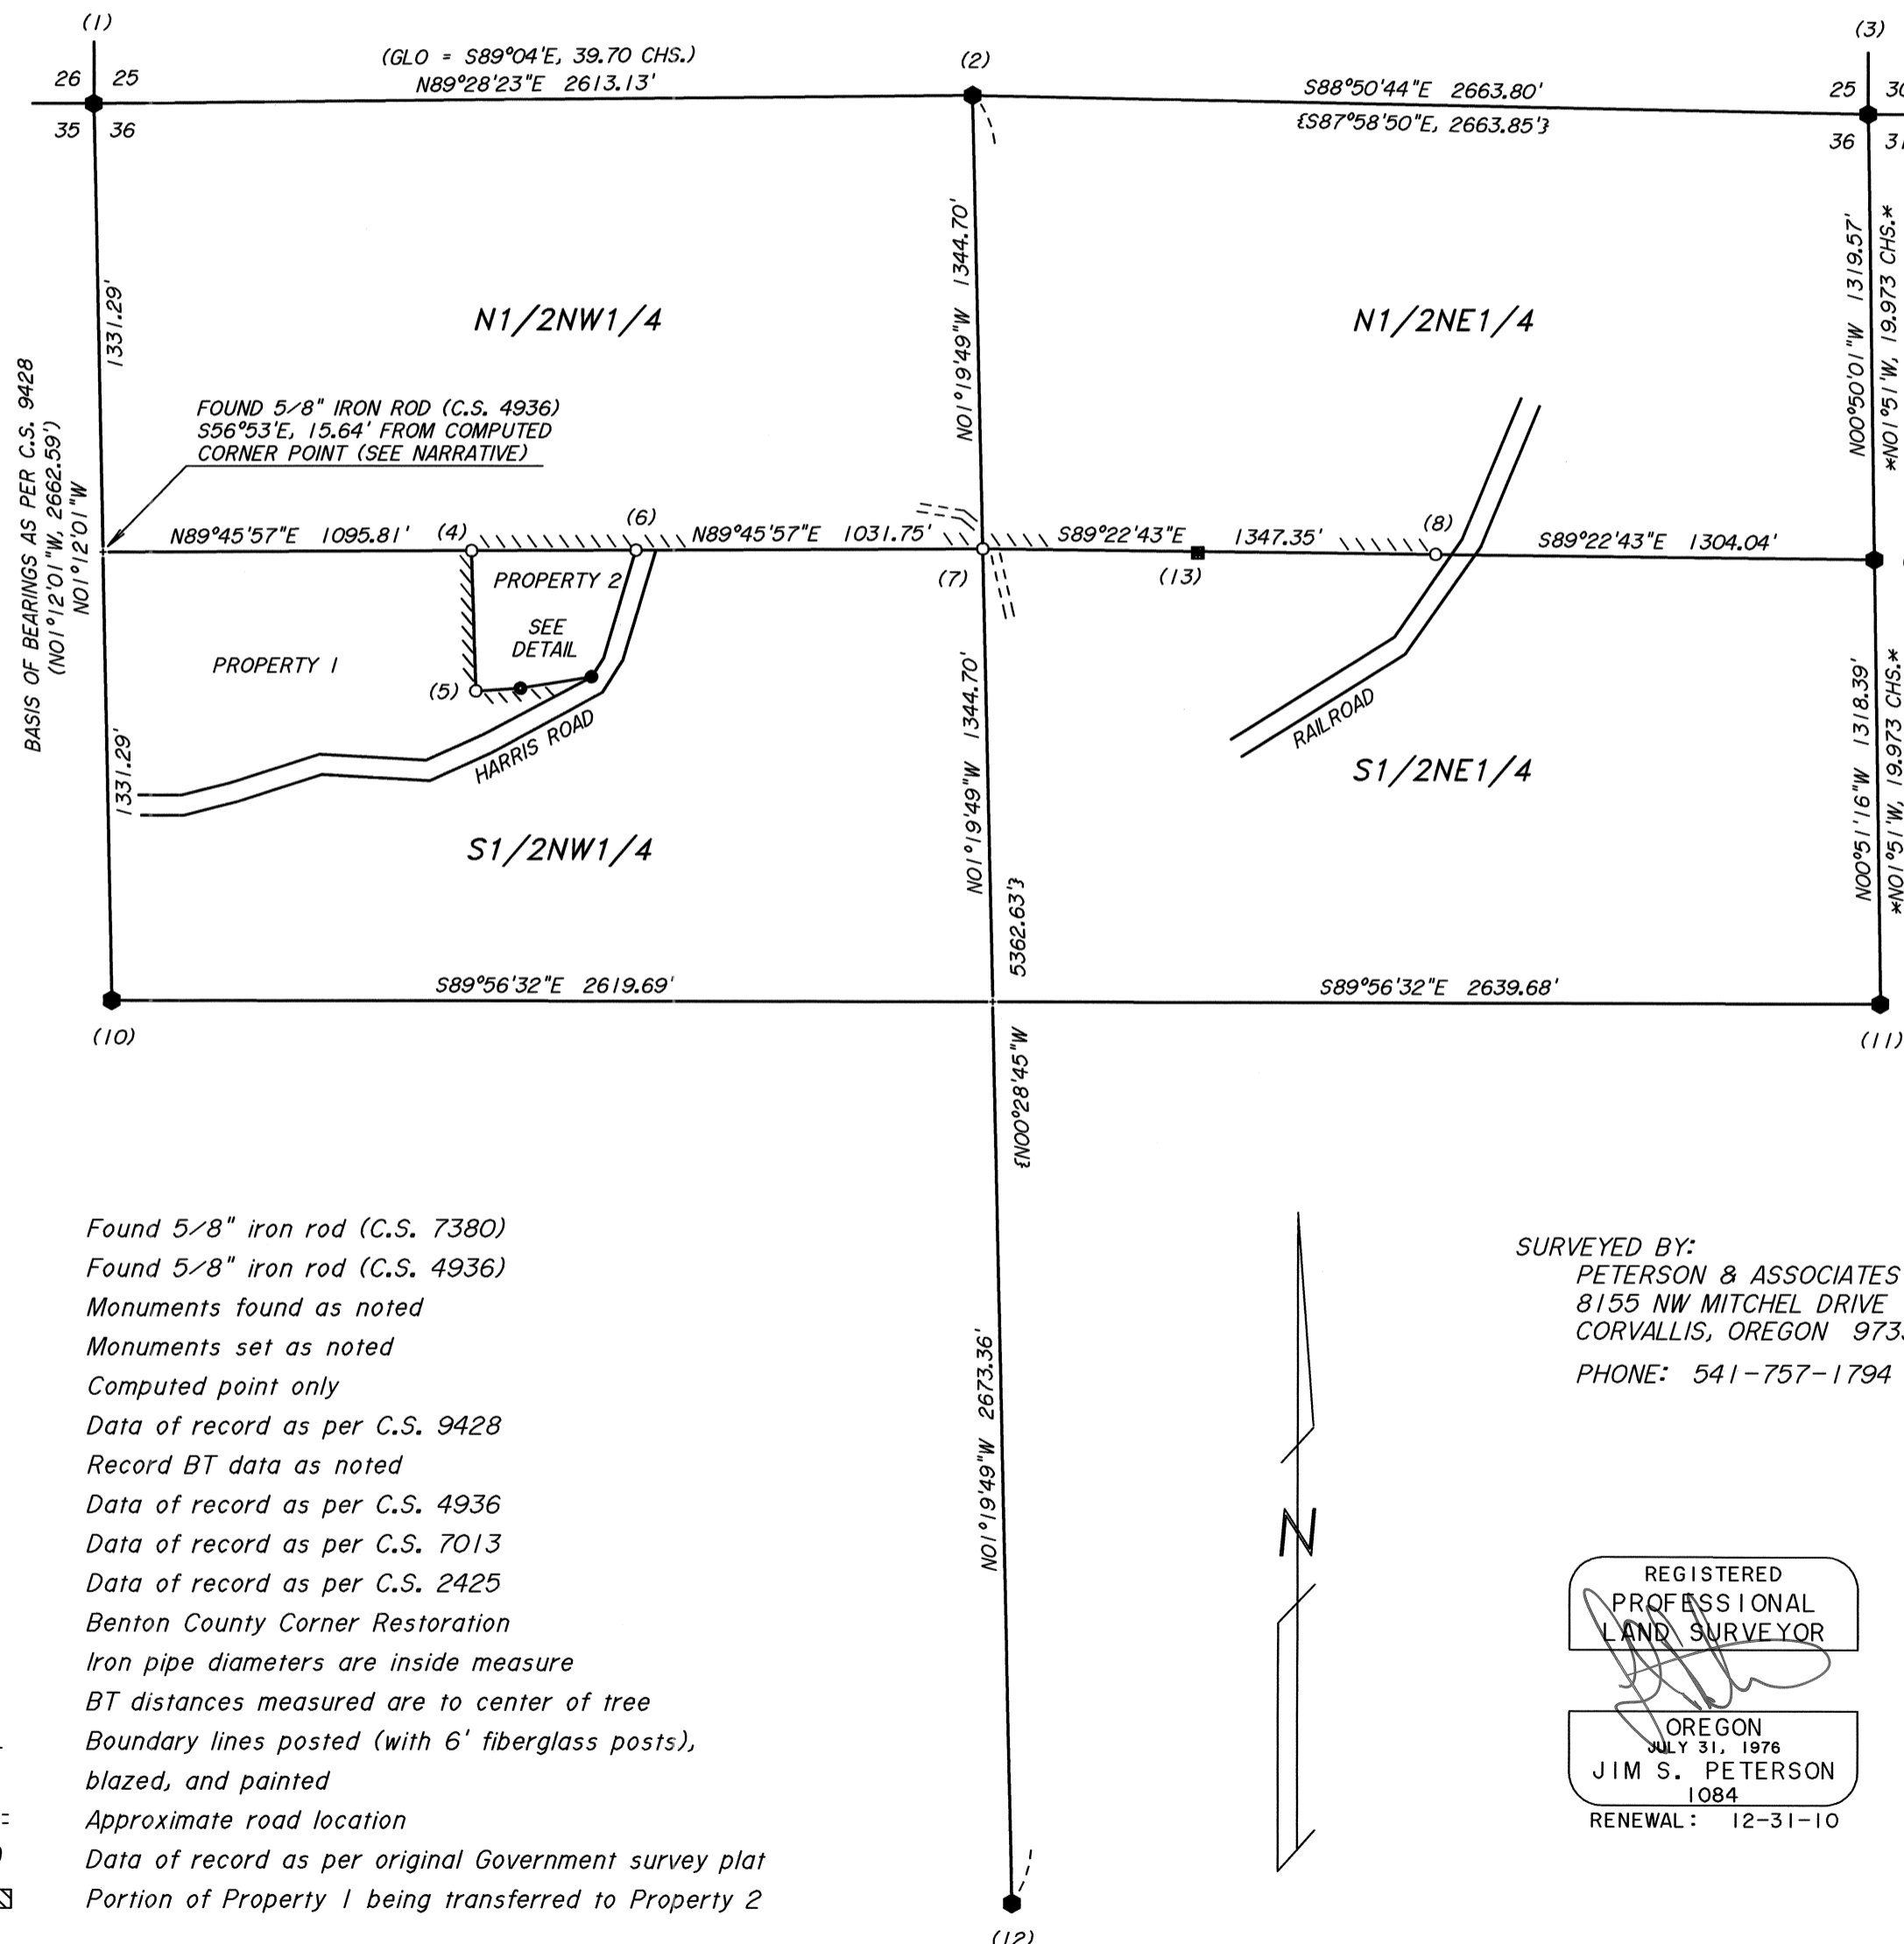 (1)
(GLO = S89°04'E, 39.70 CHS.)
N89°28'23"E 2613.13'
(2)
(3)
26 25
35 36
S88°50'44"E 2663.80'
{S87°58'50"E, 2663.85'}
25
36
1331.29'
N01°19'49"W 1344.70'
N00°50'01"W 1319.57'
*N01°51'W, 19.973 CHS.*
N1/2NW1/4
N1/2NE1/4
BASIS OF BEARINGS AS PER C.S. 9428
(N01°12'01"W, 2662.59')
N01°12'01"W
FOUND 5/8" IRON ROD (C.S. 4936)
S56°53'E, 15.64' FROM COMPUTED
CORNER POINT (SEE NARRATIVE)
N89°45'57"E 1095.81'
(4)
(6)
N89°45'57"E 1031.75'
(7)
S89°22'43"E 1347.35'
(13)
(8)
S89°22'43"E 1304.04'
PROPERTY 2
SEE
DETAIL
PROPERTY 1
(5)
HARRIS ROAD
RAILROAD
1331.29'
N01°19'49"W 1344.70'
N00°51'16"W 1318.39'
*N01°51'W, 19.973 CHS.*
S1/2NW1/4
S1/2NE1/4
{N00°28'45"W 5362.63'}
S89°56'32"E 2619.69'
S89°56'32"E 2639.68'
(10)
(11)
N01°19'49"W 2673.36'
(12)
Found 5/8" iron rod (C.S. 7380)
Found 5/8" iron rod (C.S. 4936)
Monuments found as noted
Monuments set as noted
Computed point only
Data of record as per C.S. 9428
Record BT data as noted
Data of record as per C.S. 4936
Data of record as per C.S. 7013
Data of record as per C.S. 2425
Benton County Corner Restoration
Iron pipe diameters are inside measure
BT distances measured are to center of tree
Boundary lines posted (with 6' fiberglass posts),
blazed, and painted
Approximate road location
Data of record as per original Government survey plat
Portion of Property 1 being transferred to Property 2
N
SURVEYED BY:
PETERSON & ASSOCIATES
8155 NW MITCHEL DRIVE
CORVALLIS, OREGON
PHONE: 541-757-1794
REGISTERED
PROFESSIONAL
LAND SURVEYOR
OREGON
JULY 31, 1976
JIM S. PETERSON
1084
RENEWAL: 12-31-10